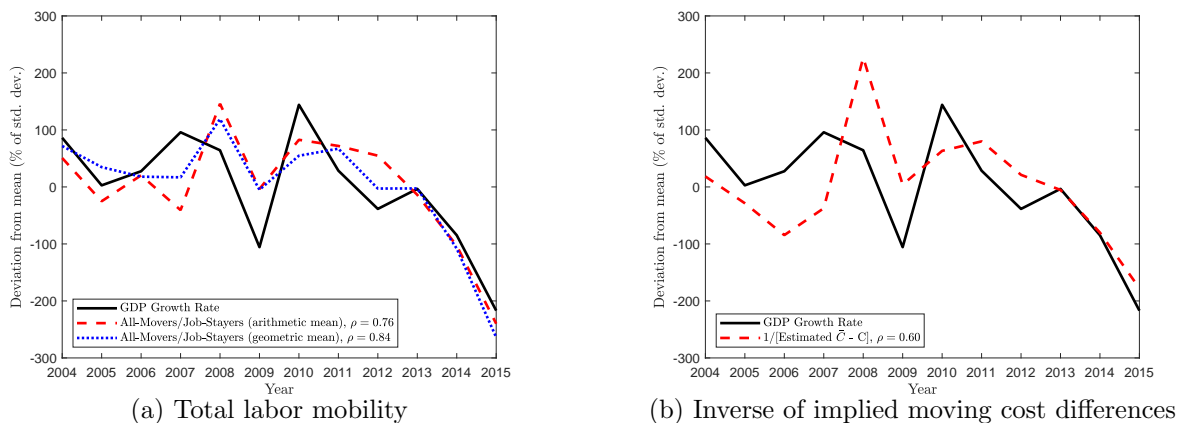 300
200
100
0
-100
-200
-300
Deviation from mean (% of std. dev.)
GDP Growth Rate
All-Movers/Job-Stayers (arithmetic mean), ρ = 0.76
All-Movers/Job-Stayers (geometric mean), ρ = 0.84
2004 2005 2006 2007 2008 2009 2010 2011 2012 2013 2014 2015
Year
(a) Total labor mobility
300
200
100
0
-100
-200
-300
Deviation from mean (% of std. dev.)
GDP Growth Rate
1/[Estimated C̄ - C], ρ = 0.60
2004 2005 2006 2007 2008 2009 2010 2011 2012 2013 2014 2015
Year
(b) Inverse of implied moving cost differences